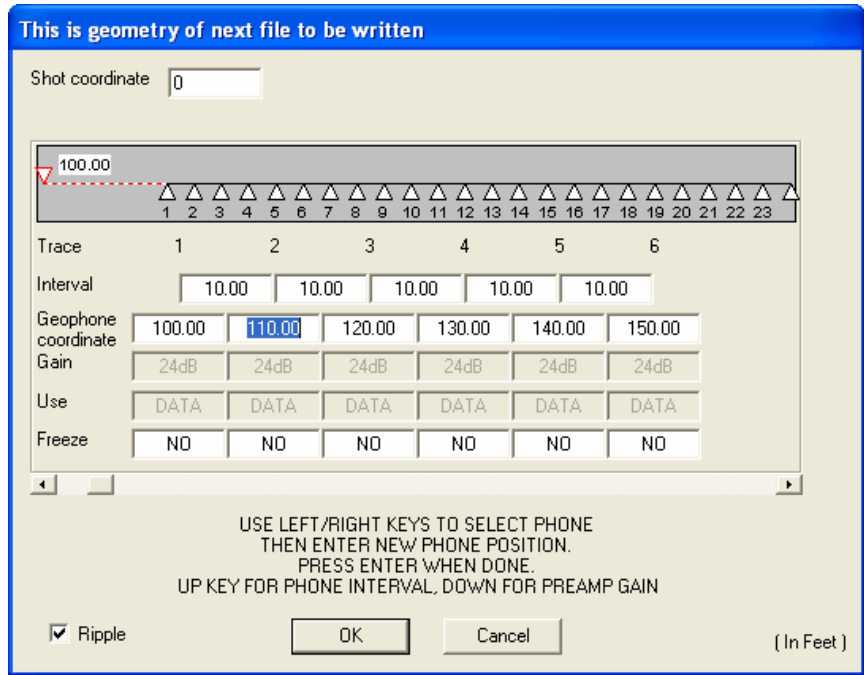 This is geometry of next file to be written
Shot coordinate 0
100.00
1 2 3 4 5 6 7 8 9 10 11 12 13 14 15 16 17 18 19 20 21 22 23
Trace 1 2 3 4 5 6
Interval 10.00 10.00 10.00 10.00 10.00
Geophone
coordinate 100.00 110.00 120.00 130.00 140.00 150.00
Gain 24dB 24dB 24dB 24dB 24dB 24dB
Use DATA DATA DATA DATA DATA DATA
Freeze NO NO NO NO NO NO
USE LEFT/RIGHT KEYS TO SELECT PHONE
THEN ENTER NEW PHONE POSITION.
PRESS ENTER WHEN DONE.
UP KEY FOR PHONE INTERVAL, DOWN FOR PREAMP GAIN
Ripple OK Cancel ( In Feet )